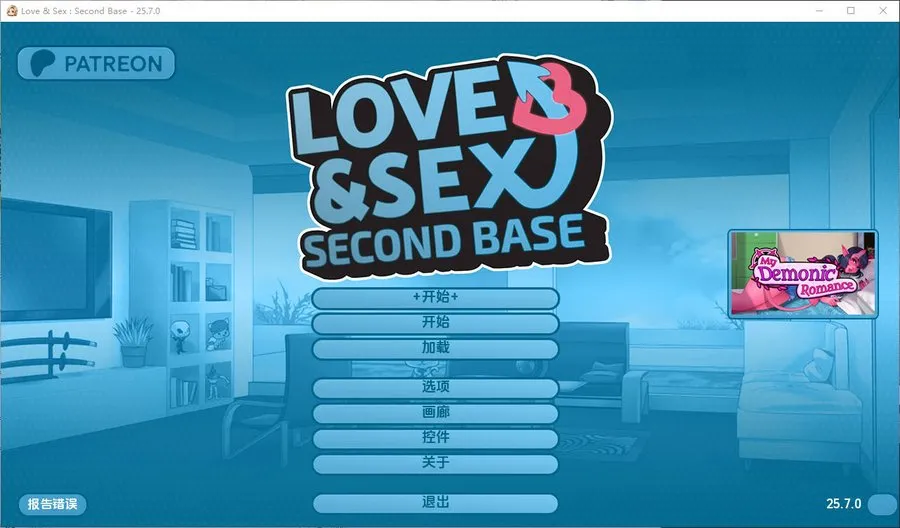 Love & Sex : Second Base - 25.7.0
PATREON
LOVE
& SEX
SECOND BASE
My
Demonic
Romance
+开始+
开始
加载
选项
画廊
控件
关于
退出
报告错误
25.7.0